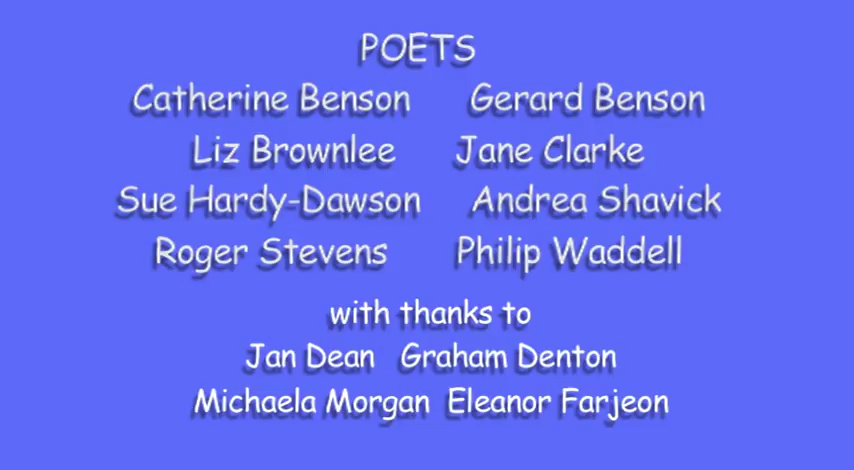 POETS
Catherine Benson Gerard Benson
Liz Brownlee Jane Clarke
Sue Hardy-Dawson Andrea Shavick
Roger Stevens Philip Waddell
with thanks to
Jan Dean Graham Denton
Michaela Morgan Eleanor Farjeon